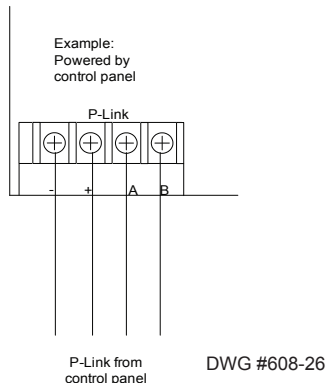 Example:
Powered by
control panel
P-Link
- + A B
P-Link from
control panel
DWG #608-26